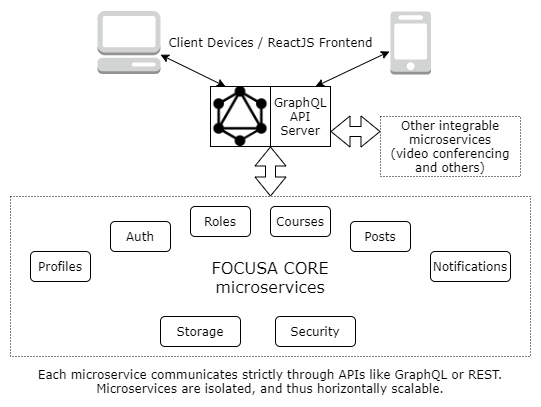 Client Devices / ReactJS Frontend
GraphQL
API
Server
Other integrable
microservices
(video conferencing
and others)
Roles
Courses
Auth
Posts
Profiles
Notifications
FOCUSA CORE
microservices
Storage
Security
Each microservice communicates strictly through APIs like GraphQL or REST.
Microservices are isolated, and thus horizontally scalable.